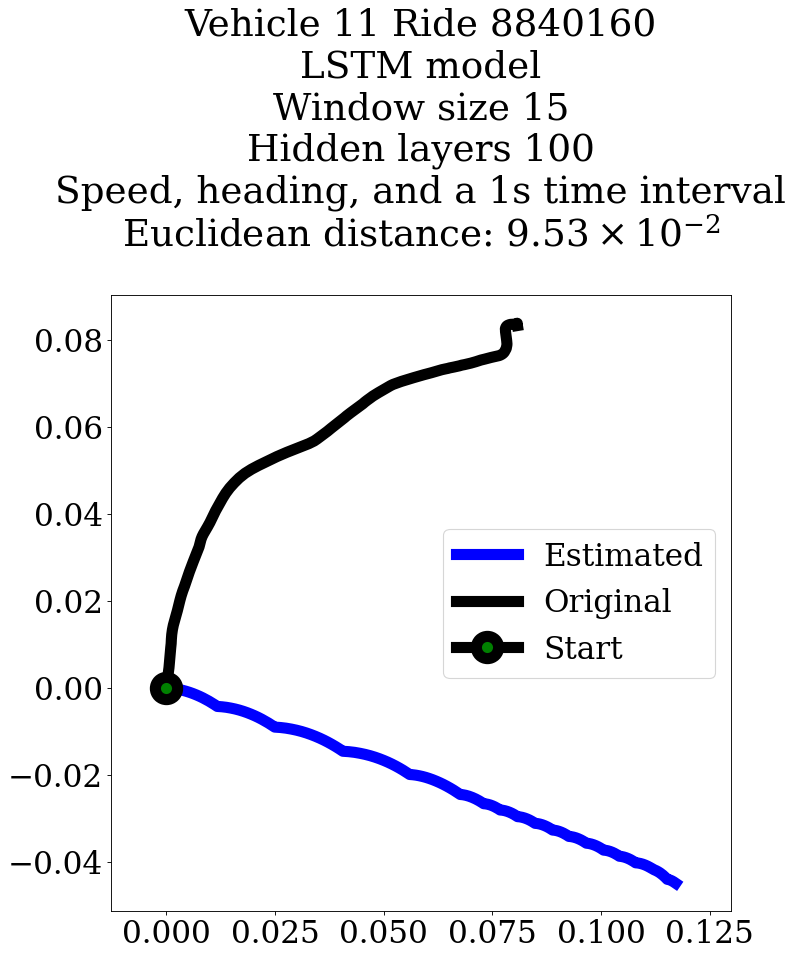 Vehicle 11 Ride 8840160
LSTM model
Window size 15
Hidden layers 100
Speed, heading, and a 1s time interval
Euclidean distance: 9.53 × 10⁻²
0.08
0.06
0.04
0.02
0.00
−0.02
−0.04
Estimated
Original
Start
0.000 0.025 0.050 0.075 0.100 0.125